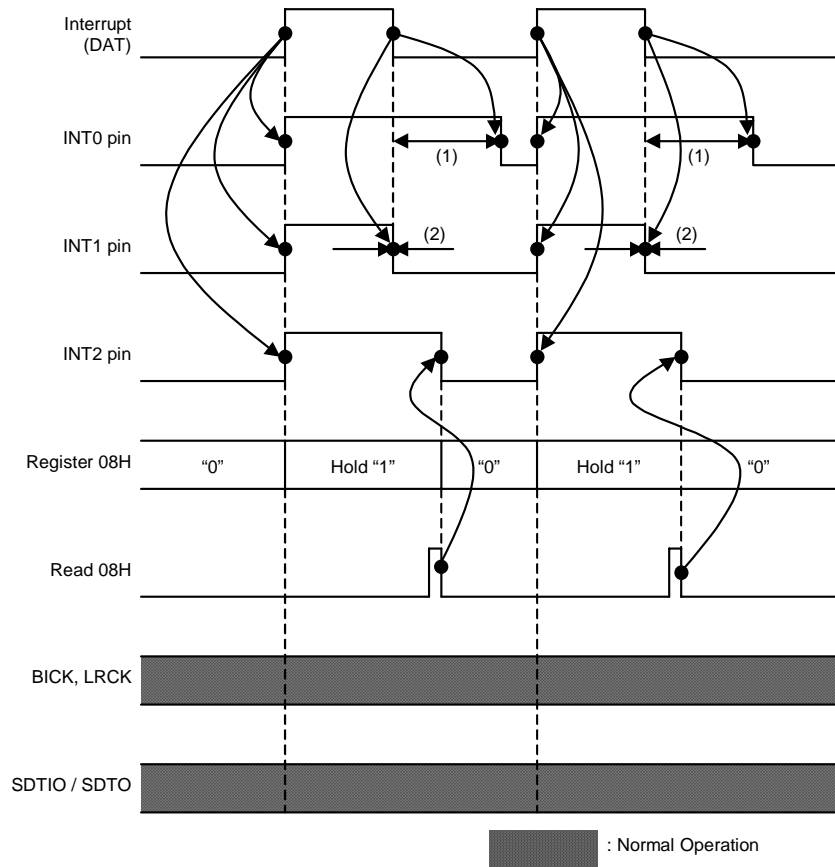 Interrupt
(DAT)
INT0 pin
(1)
(1)
INT1 pin
(2)
(2)
INT2 pin
Register 08H
“0”
Hold “1”
“0”
Hold “1”
“0”
Read 08H
BICK, LRCK
SDTIO / SDTO
: Normal Operation